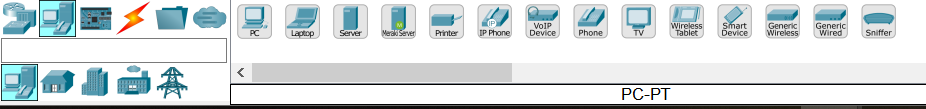 PC
Laptop
Server
Meraki Server
Printer
IP Phone
VoIP
Device
Phone
TV
Wireless
Tablet
Smart
Device
Generic
Wireless
Generic
Wired
Sniffer
PC-PT